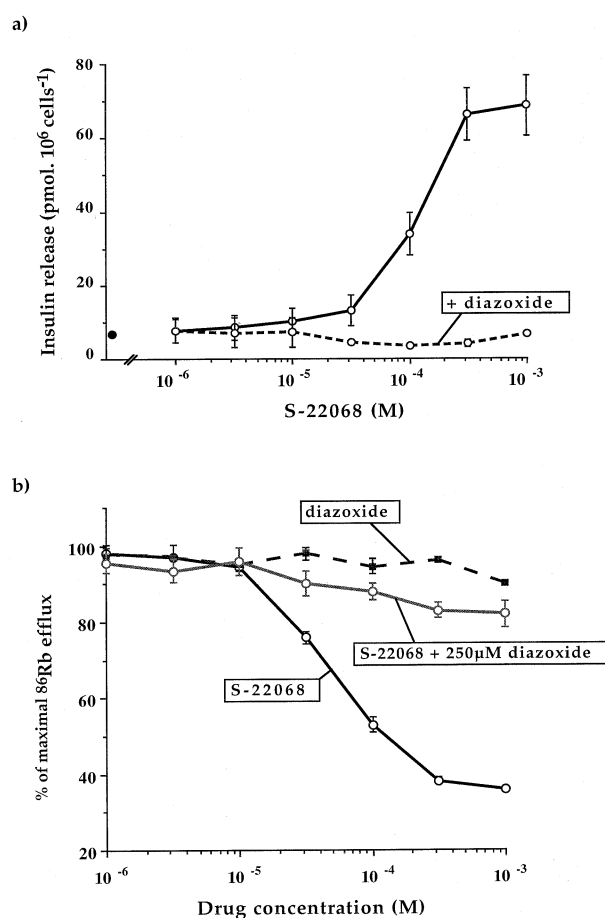 a)
Insulin release (pmol. 10⁶ cells⁻¹)
80
60
40
20
0
+ diazoxide
10⁻⁶
10⁻⁵
10⁻⁴
10⁻³
S-22068 (M)
b)
% of maximal ⁸⁶Rb efflux
100
80
60
40
20
diazoxide
S-22068 + 250µM diazoxide
S-22068
10⁻⁶
10⁻⁵
10⁻⁴
10⁻³
Drug concentration (M)